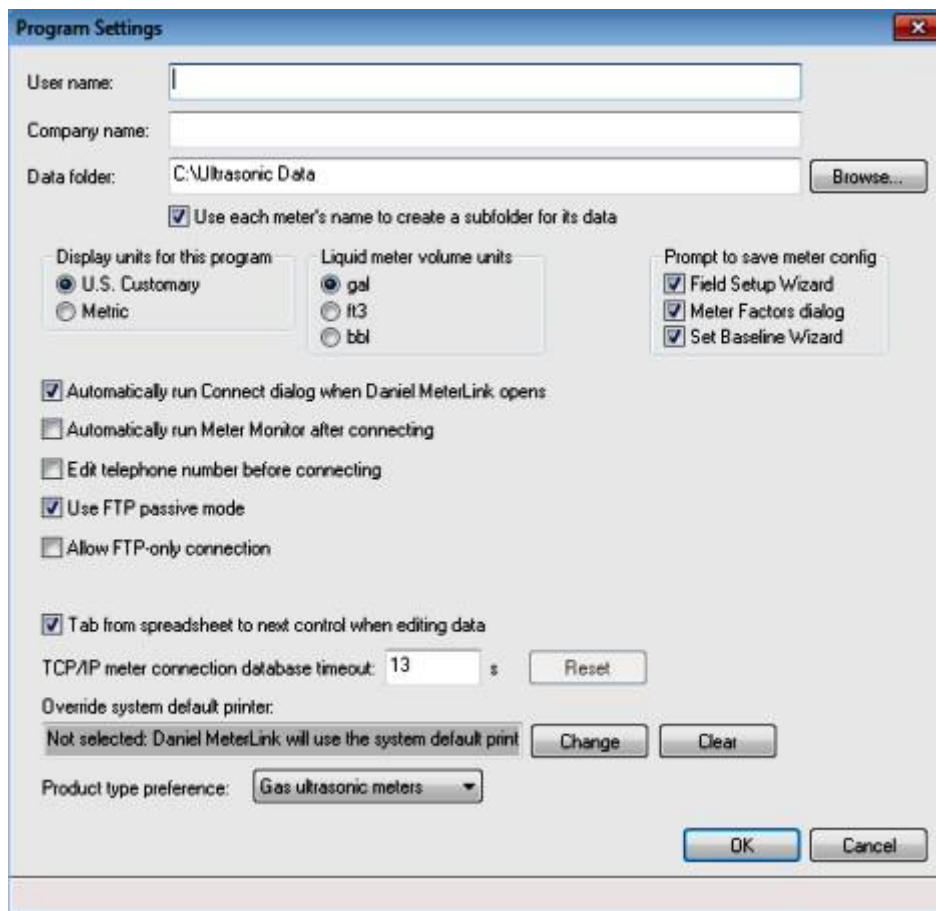 Program Settings
User name:
Company name:
Data folder: C:\Ultrasonic Data Browse...
Use each meter's name to create a subfolder for its data
Display units for this program Liquid meter volume units Prompt to save meter config
U.S. Customary gal Field Setup Wizard
Metric ft3 Meter Factors dialog
bbl Set Baseline Wizard
Automatically run Connect dialog when Daniel MeterLink opens
Automatically run Meter Monitor after connecting
Edit telephone number before connecting
Use FTP passive mode
Allow FTP-only connection
Tab from spreadsheet to next control when editing data
TCP/IP meter connection database timeout: 13 s Reset
Override system default printer:
Not selected: Daniel MeterLink will use the system default print Change Clear
Product type preference: Gas ultrasonic meters
OK Cancel